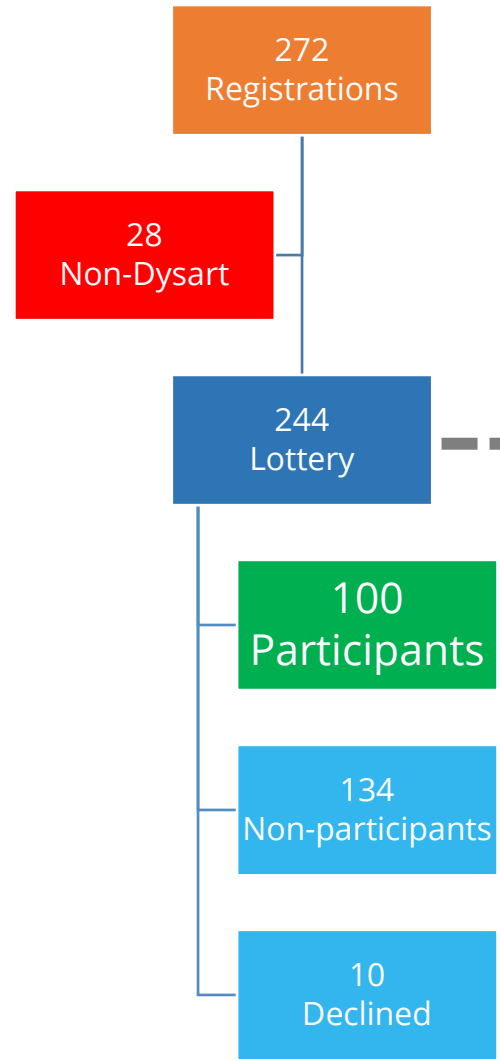 272
Registrations
28
Non-Dysart
244
Lottery
100
Participants
134
Non-participants
10
Declined